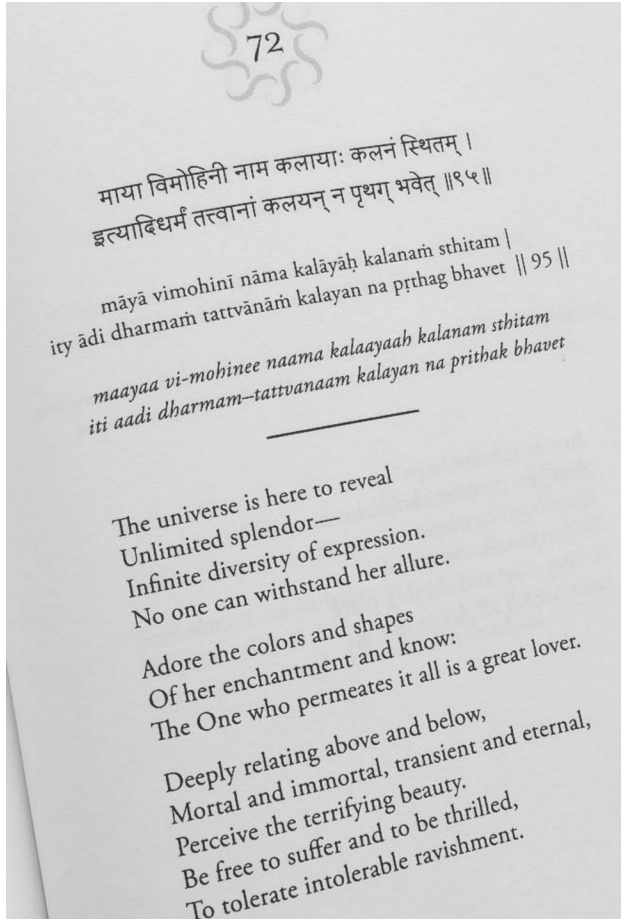 72
माया विमोहिनी नाम कलायाः कलनं स्थितम् ।
इत्यादिधर्मं तत्त्वानां कलयन् न पृथग् भवेत् ॥९५॥
māyā vimohinī nāma kalāyāḥ kalanaṁ sthitam |
ity ādi dharmaṁ tattvānāṁ kalayan na pṛthag bhavet || 95 ||
maayaa vi-mohinee naama kalaayaah kalanam sthitam
iti aadi dharmam–tattvanaam kalayan na prithak bhavet
The universe is here to reveal
Unlimited splendor—
Infinite diversity of expression.
No one can withstand her allure.
Adore the colors and shapes
Of her enchantment and know:
The One who permeates it all is a great lover.
Deeply relating above and below,
Mortal and immortal, transient and eternal,
Perceive the terrifying beauty.
Be free to suffer and to be thrilled,
To tolerate intolerable ravishment.